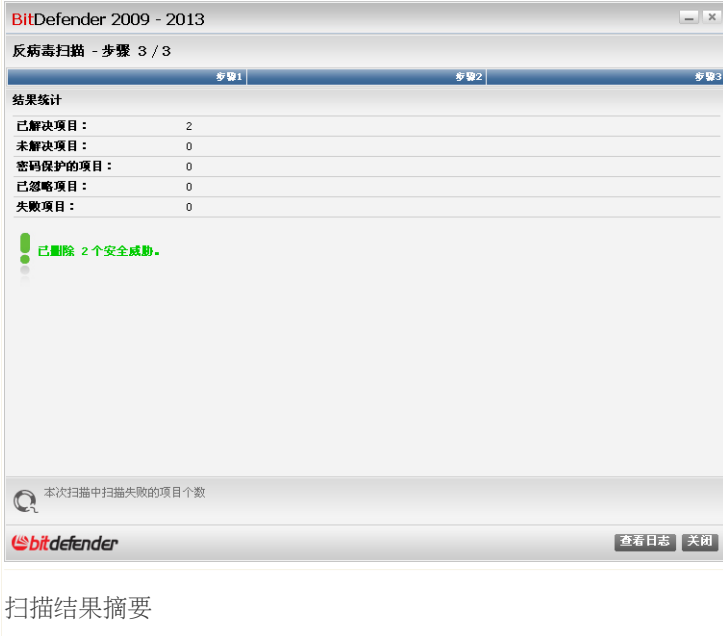 BitDefender 2009 - 2013
反病毒扫描 - 步骤 3 / 3
步骤1 步骤2 步骤3
结果统计
已解决项目： 2
未解决项目： 0
密码保护的项目： 0
已忽略项目： 0
失败项目： 0
已删除 2 个安全威胁。
本次扫描中扫描失败的项目个数
bitdefender
查看日志 关闭
扫描结果摘要